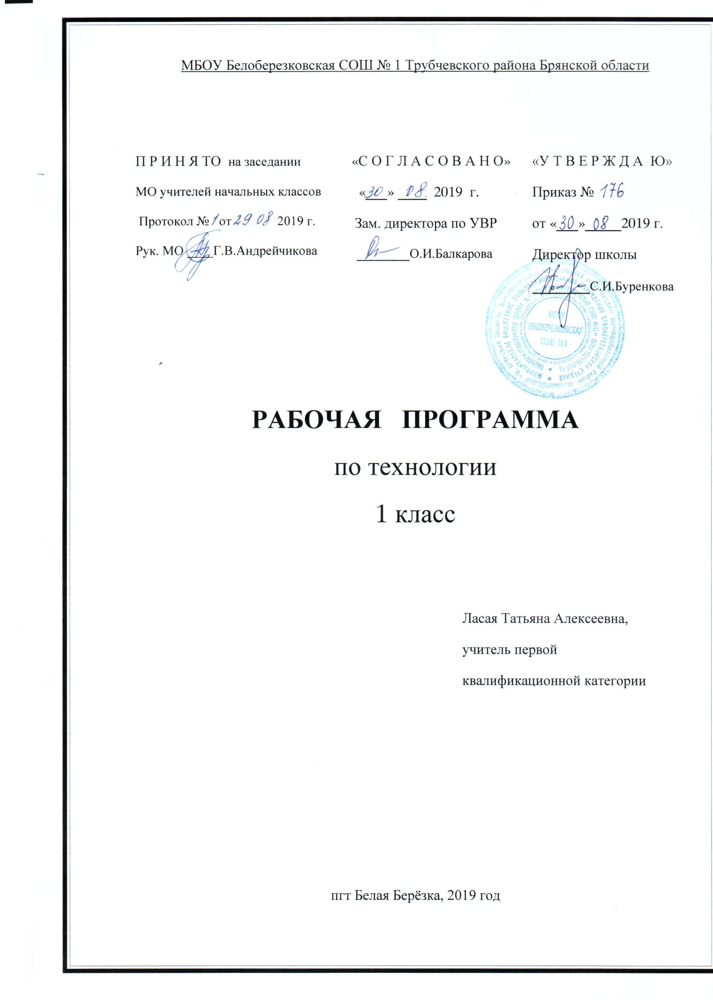 МБОУ Белоберезковская СОШ № 1 Трубчевского района Брянской области
П Р И Н Я ТО на заседании
МО учителей начальных классов
Протокол № 1 от 29.08 2019 г.
Рук. МО ____Г.В.Андрейчикова
«С О Г Л А С О В А Н О»
«30» 08. 2019 г.
Зам. директора по УВР
________О.И.Балкарова
«У Т В Е Р Ж Д А Ю»
Приказ № 176
от «30» 08 2019 г.
Директор школы
________С.И.Буренкова
МБОУ
БЕЛОБЕРЕЗКОВСКАЯ
СОШ №1
РАБОЧАЯ ПРОГРАММА
по технологии
1 класс
Ласая Татьяна Алексеевна,
учитель первой
квалификационной категории
пгт Белая Берёзка, 2019 год